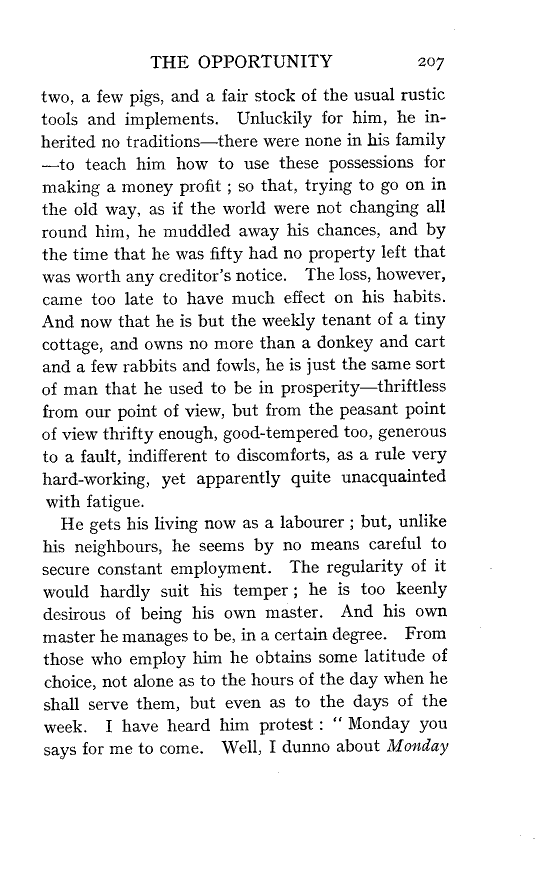 THE OPPORTUNITY 207
two, a few pigs, and a fair stock of the usual rustic
tools and implements. Unluckily for him, he in-
herited no traditions—there were none in his family
—to teach him how to use these possessions for
making a money profit ; so that, trying to go on in
the old way, as if the world were not changing all
round him, he muddled away his chances, and by
the time that he was fifty had no property left that
was worth any creditor's notice. The loss, however,
came too late to have much effect on his habits.
And now that he is but the weekly tenant of a tiny
cottage, and owns no more than a donkey and cart
and a few rabbits and fowls, he is just the same sort
of man that he used to be in prosperity—thriftless
from our point of view, but from the peasant point
of view thrifty enough, good-tempered too, generous
to a fault, indifferent to discomforts, as a rule very
hard-working, yet apparently quite unacquainted
with fatigue.
He gets his living now as a labourer ; but, unlike
his neighbours, he seems by no means careful to
secure constant employment. The regularity of it
would hardly suit his temper ; he is too keenly
desirous of being his own master. And his own
master he manages to be, in a certain degree. From
those who employ him he obtains some latitude of
choice, not alone as to the hours of the day when he
shall serve them, but even as to the days of the
week. I have heard him protest : " Monday you
says for me to come. Well, I dunno about Monday